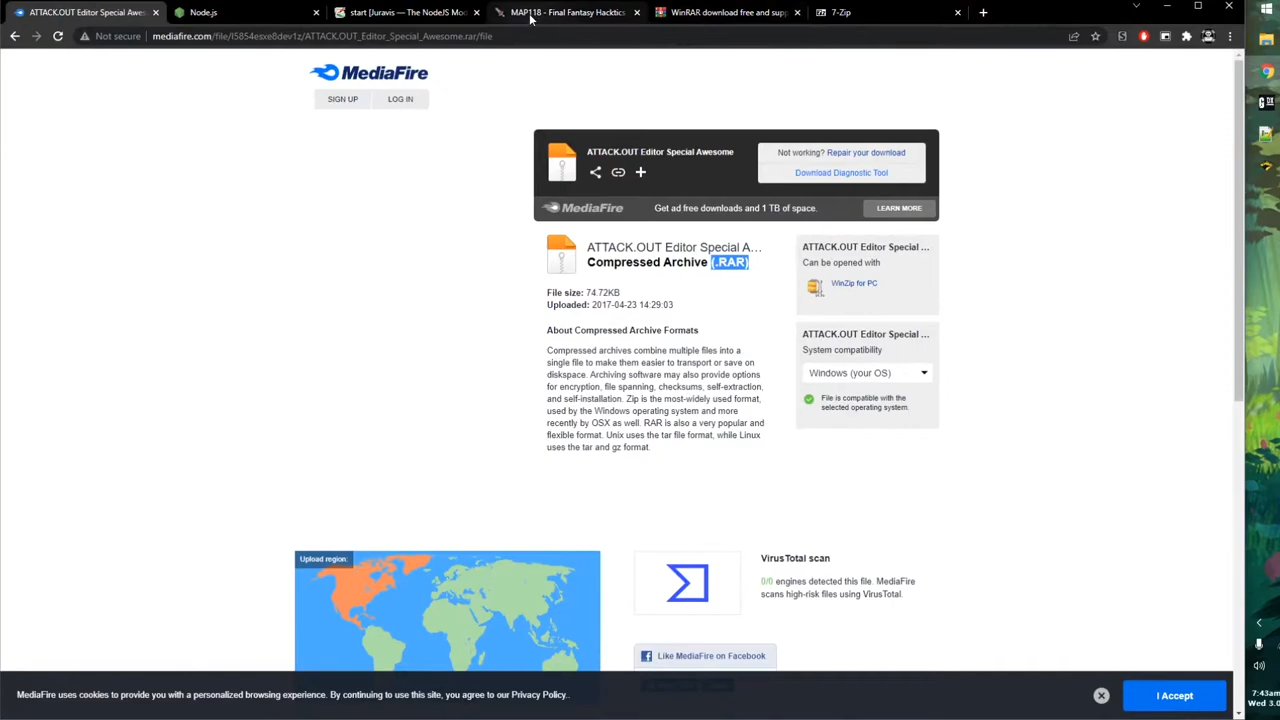 ATTACK.OUT Editor Special Awes
Node.js
start [Juravis — The NodeJS Mod
MAP118 - Final Fantasy Hacktics
WinRAR download free and supp
7-Zip
Not secure
mediafire.com/file/l5854esxe8dev1z/ATTACK.OUT_Editor_Special_Awesome.rar/file
MediaFire
SIGN UP
LOG IN
ATTACK.OUT Editor Special Awesome
Not working? Repair your download
Download Diagnostic Tool
MediaFire
Get ad free downloads and 1 TB of space.
LEARN MORE
ATTACK.OUT Editor Special A...
Compressed Archive (.RAR)
File size: 74.72KB
Uploaded: 2017-04-23 14:29:03
About Compressed Archive Formats
Compressed archives combine multiple files into a
single file to make them easier to transport or save on
diskspace. Archiving software may also provide options
for encryption, file spanning, checksums, self-extraction,
and self-installation. Zip is the most-widely used format,
used by the Windows operating system and more
recently by OSX as well. RAR is also a very popular and
flexible format. Unix uses the tar file format, while Linux
uses the tar and gz format.
ATTACK.OUT Editor Special ...
Can be opened with
WinZip for PC
ATTACK.OUT Editor Special ...
System compatibility
Windows (your OS)
File is compatible with the
selected operating system.
Upload region:
VirusTotal scan
0/0 engines detected this file. MediaFire
scans high-risk files using VirusTotal.
Like MediaFire on Facebook
MediaFire uses cookies to provide you with a personalized browsing experience. By continuing to use this site, you agree to our Privacy Policy..
I Accept
7:43am
Wed 3.0